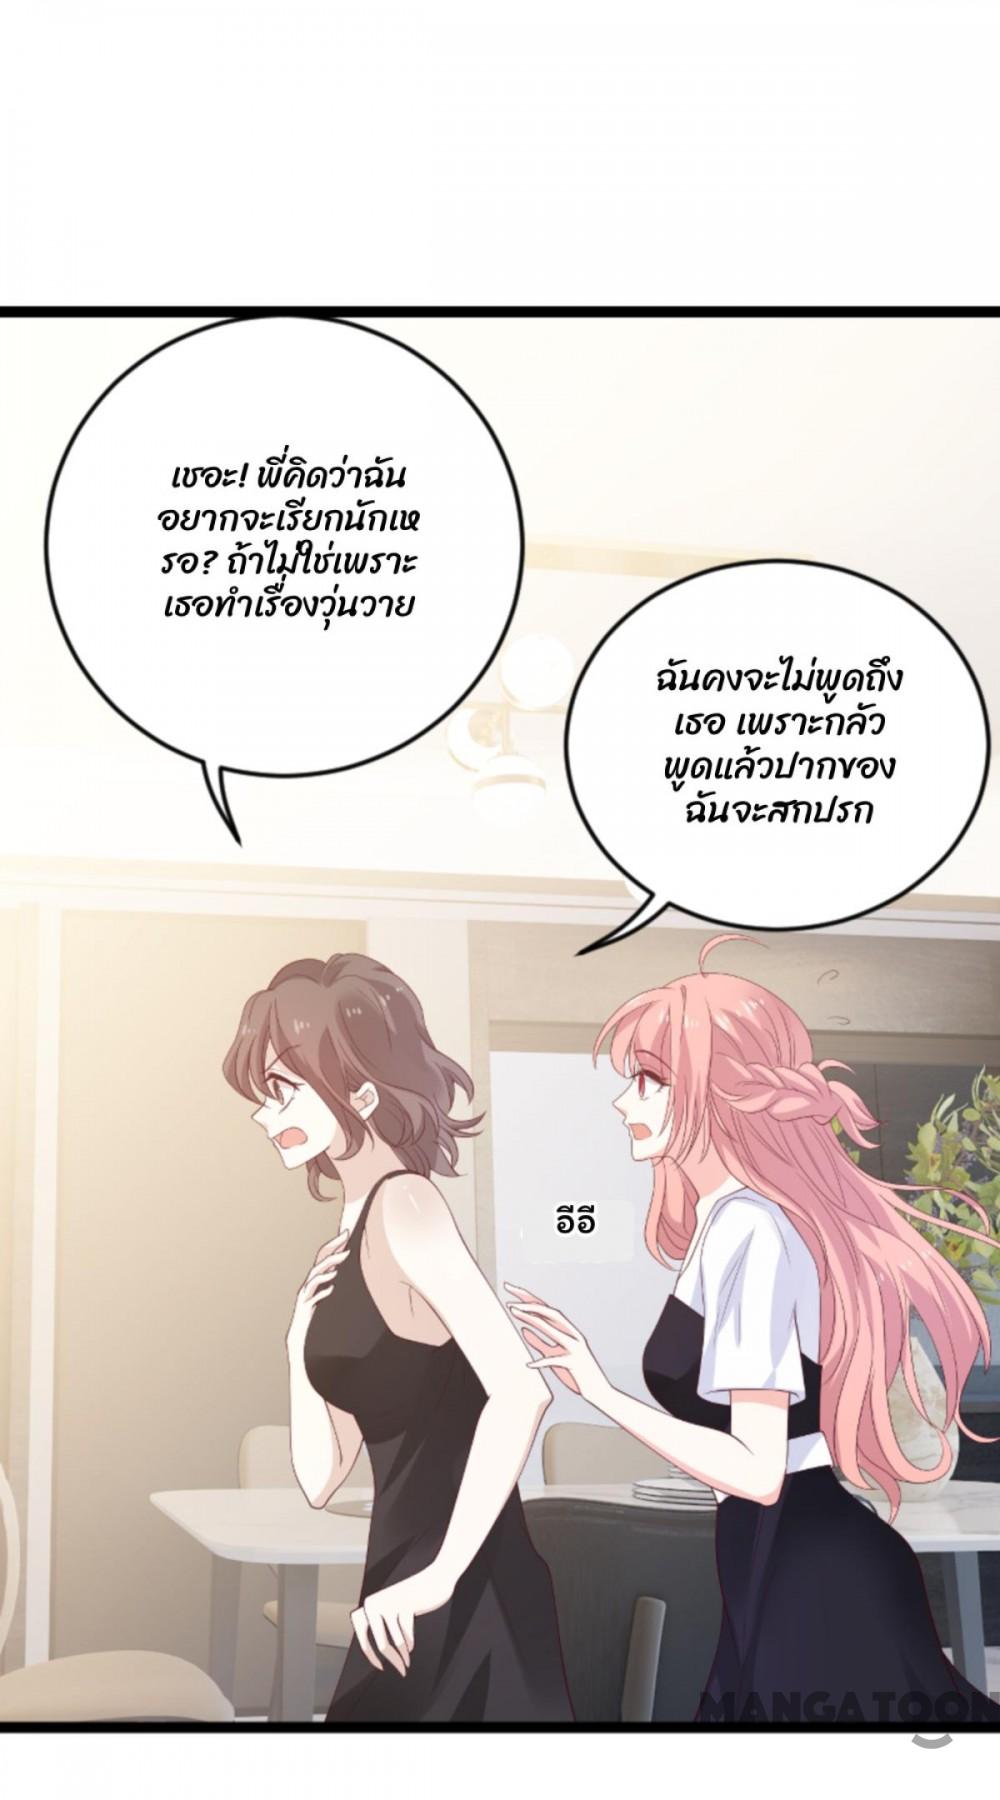 เชอะ! พี่คิดว่าฉัน
อยากจะเรียกนักเห
รอ? ถ้าไม่ใช่เพราะ
เธอทำเรื่องวุ่นวาย
ฉันคงจะไม่พูดถึง
เธอ เพราะกลัว
พูดแล้วปากของ
ฉันจะสกปรก
อีอี
MANGATOON